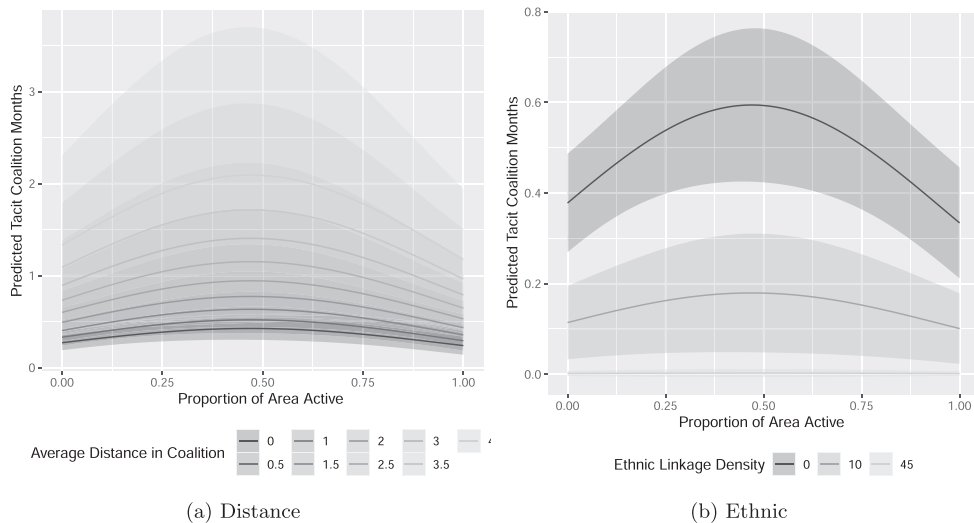 Predicted Tacit Coalition Months
3
2
1
0
0.00 0.25 0.50 0.75 1.00
Proportion of Area Active
Average Distance in Coalition 0 1 2 3
0.5 1.5 2.5 3.5
(a) Distance
Predicted Tacit Coalition Months
0.8
0.6
0.4
0.2
0.0
0.00 0.25 0.50 0.75 1.00
Proportion of Area Active
Ethnic Linkage Density 0 10 45
(b) Ethnic